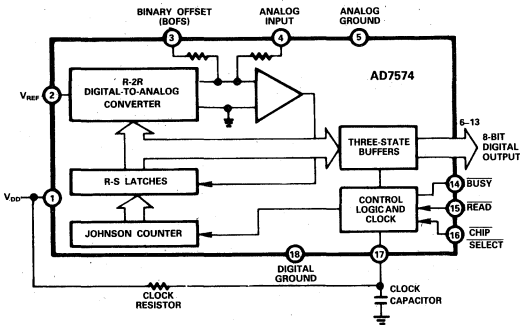 BINARY OFFSET
(BOFS)
ANALOG
INPUT
ANALOG
GROUND
3
4
5
R-2R
DIGITAL-TO-ANALOG
CONVERTER
AD7574
VREF
2
6–13
THREE-STATE
BUFFERS
8-BIT
DIGITAL
OUTPUT
R-S LATCHES
14
BUSY
VDD
1
CONTROL
LOGIC AND
CLOCK
15
READ
JOHNSON COUNTER
16
CHIP
SELECT
18
17
DIGITAL
GROUND
CLOCK
RESISTOR
CLOCK
CAPACITOR